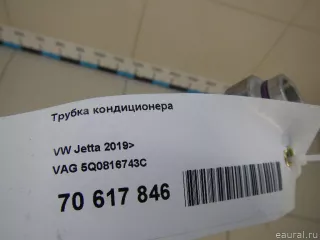 Трубка кондиционера
VW Jetta 2019>
VAG 5Q0816743C
70 617 846
eaural.ru